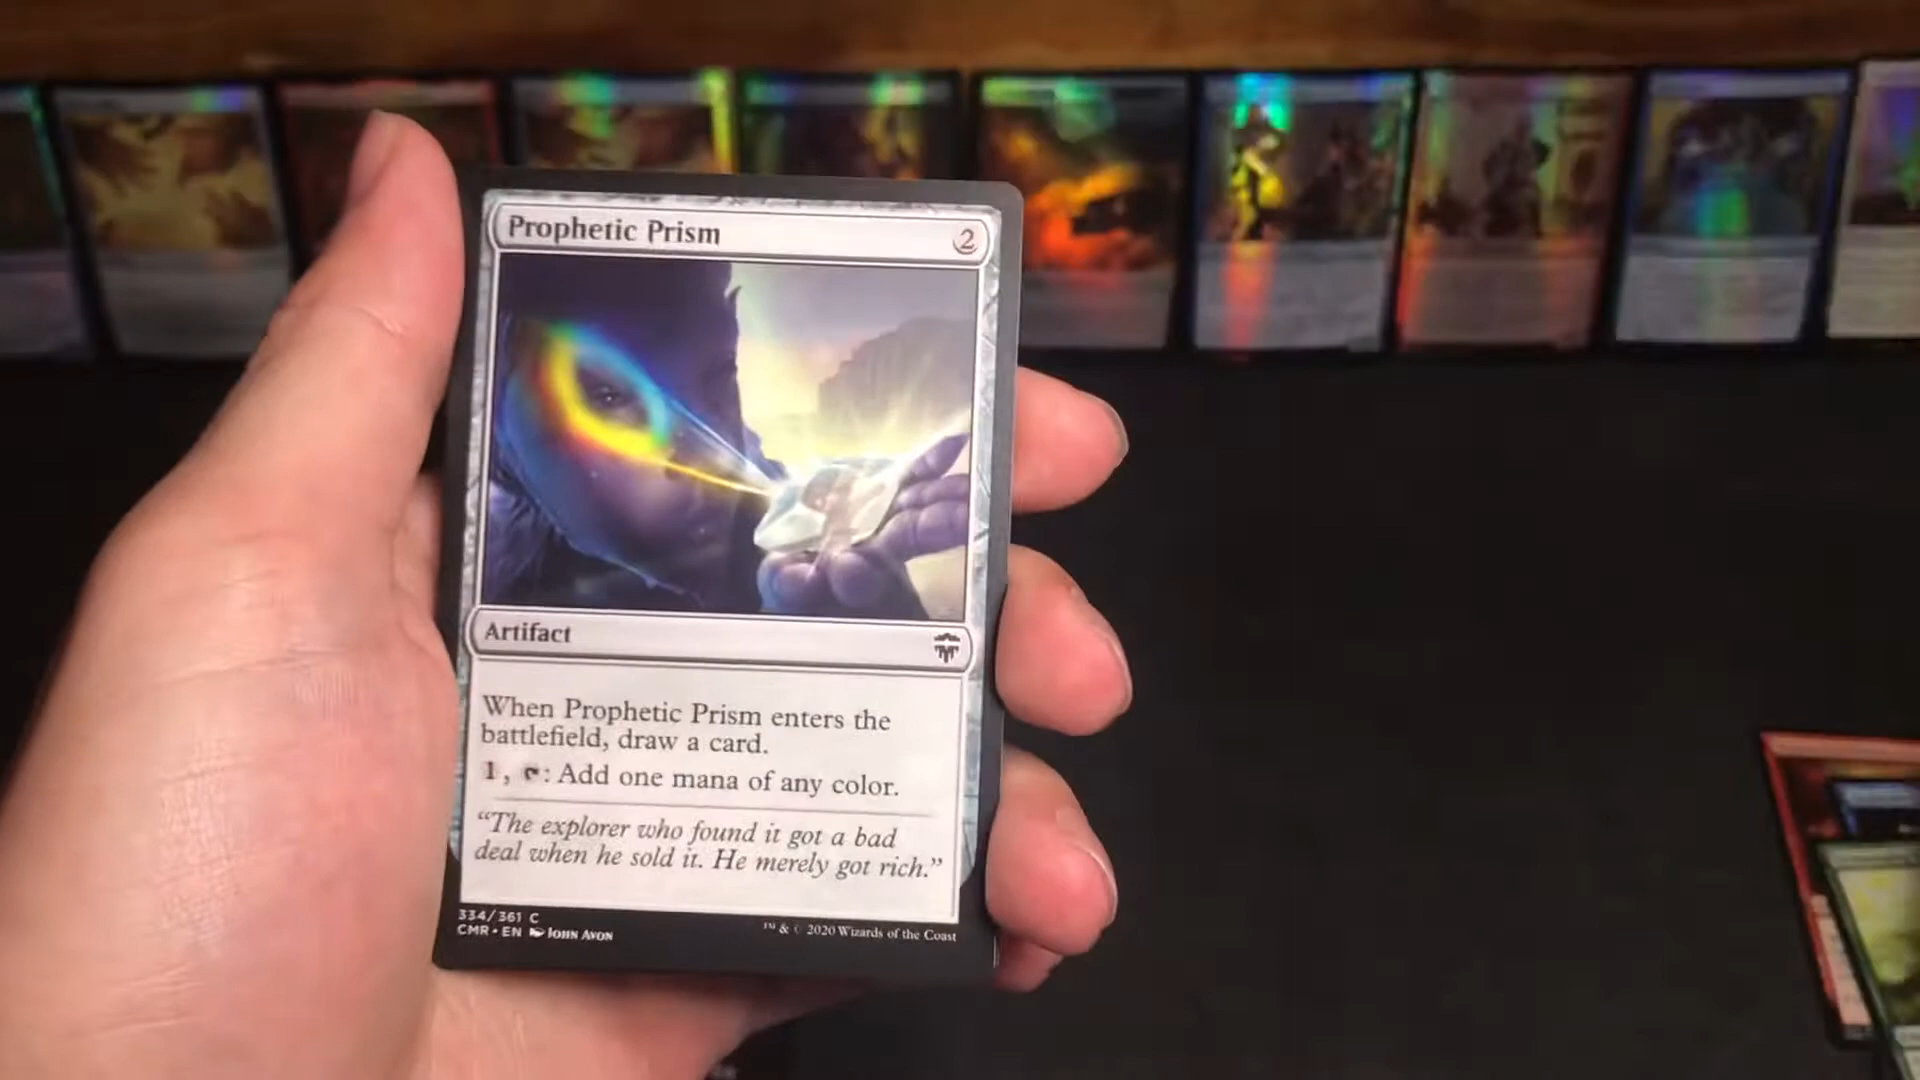 Prophetic Prism 2
Artifact
When Prophetic Prism enters the
battlefield, draw a card.
1, : Add one mana of any color.
“The explorer who found it got a bad
deal when he sold it. He merely got rich.”
334/361 C
CMR • EN John Avon
™ & © 2020 Wizards of the Coast